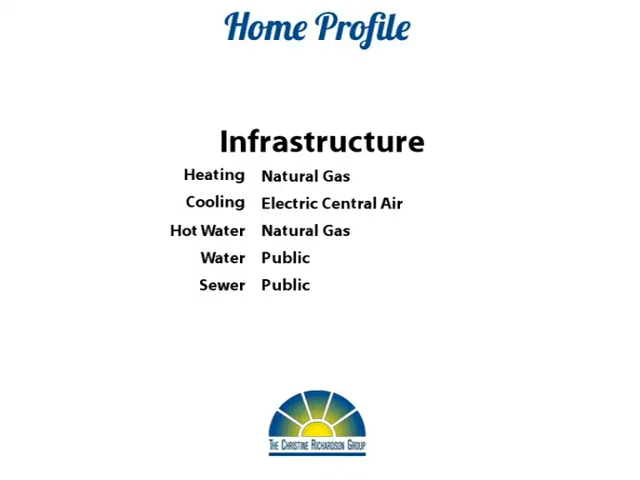 Home Profile
Infrastructure
Heating Natural Gas
Cooling Electric Central Air
Hot Water Natural Gas
Water Public
Sewer Public
The Christine Richardson Group